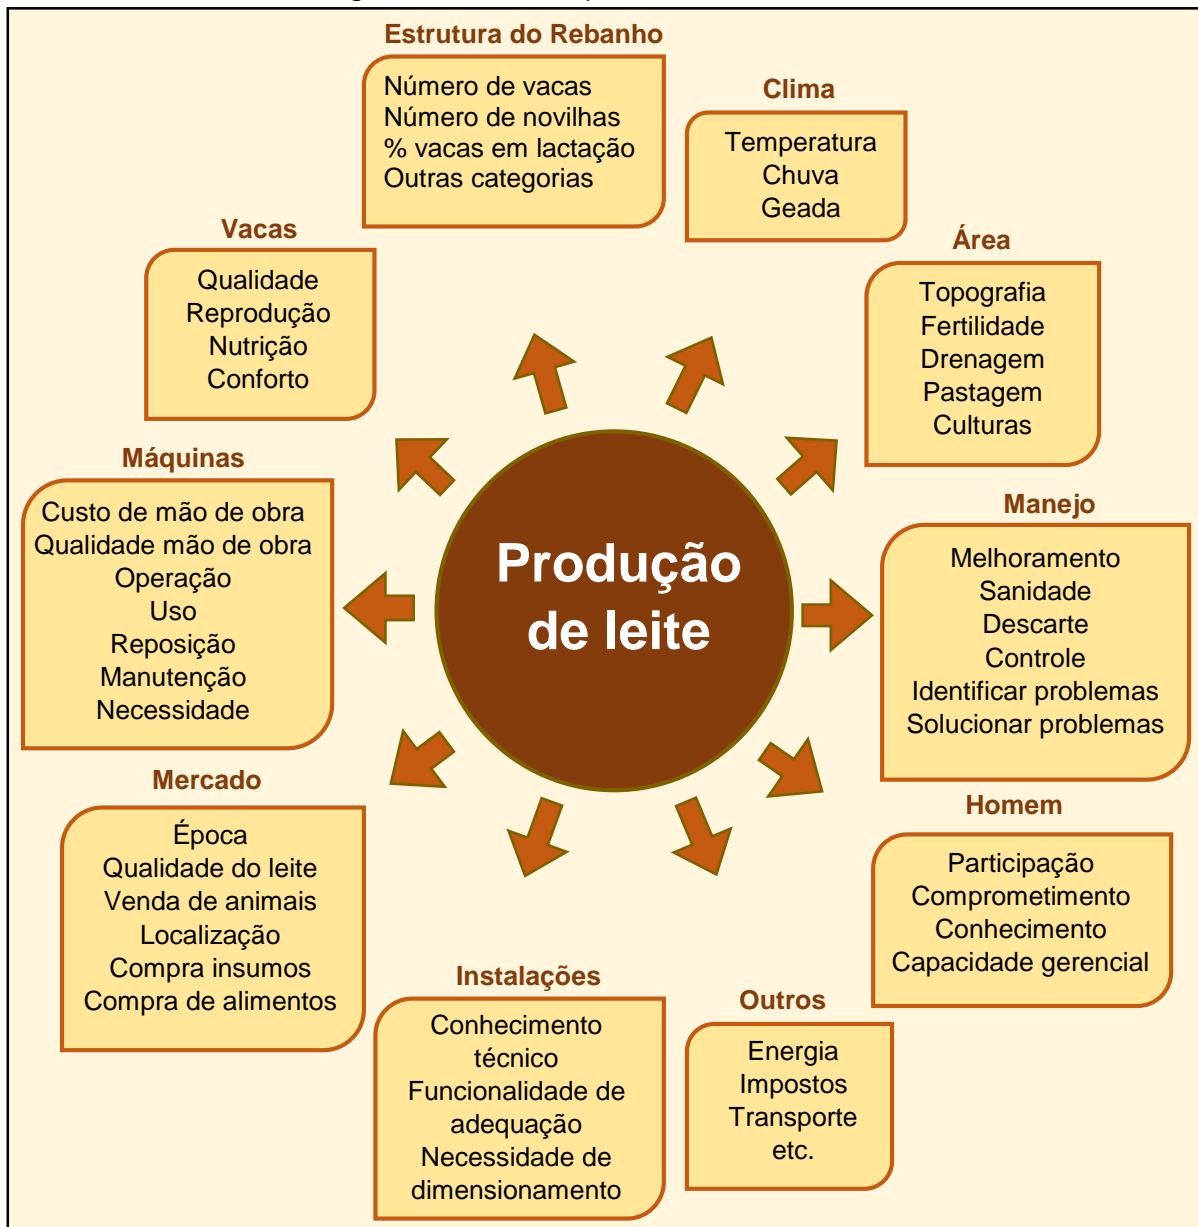 Estrutura do Rebanho
Número de vacas
Número de novilhas
% vacas em lactação
Outras categorias
Clima
Temperatura
Chuva
Geada
Área
Topografia
Fertilidade
Drenagem
Pastagem
Culturas
Manejo
Melhoramento
Sanidade
Descarte
Controle
Identificar problemas
Solucionar problemas
Homem
Participação
Comprometimento
Conhecimento
Capacidade gerencial
Outros
Energia
Impostos
Transporte
etc.
Instalações
Conhecimento
técnico
Funcionalidade de
adequação
Necessidade de
dimensionamento
Mercado
Época
Qualidade do leite
Venda de animais
Localização
Compra insumos
Compra de alimentos
Máquinas
Custo de mão de obra
Qualidade mão de obra
Operação
Uso
Reposição
Manutenção
Necessidade
Vacas
Qualidade
Reprodução
Nutrição
Conforto
Produção
de leite